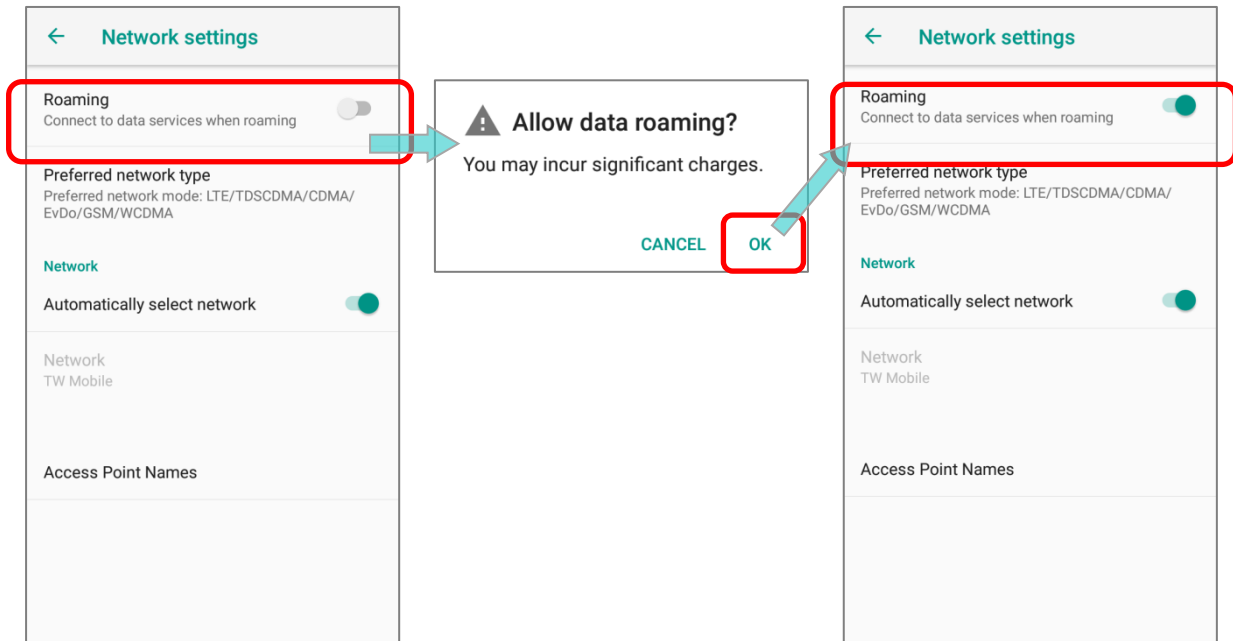 Network settings
Roaming
Connect to data services when roaming
Preferred network type
Preferred network mode: LTE/TDSCDMA/CDMA/
EvDo/GSM/WCDMA
Network
Automatically select network
Network
TW Mobile
Access Point Names
Allow data roaming?
You may incur significant charges.
CANCEL OK
Network settings
Roaming
Connect to data services when roaming
Preferred network type
Preferred network mode: LTE/TDSCDMA/CDMA/
EvDo/GSM/WCDMA
Network
Automatically select network
Network
TW Mobile
Access Point Names